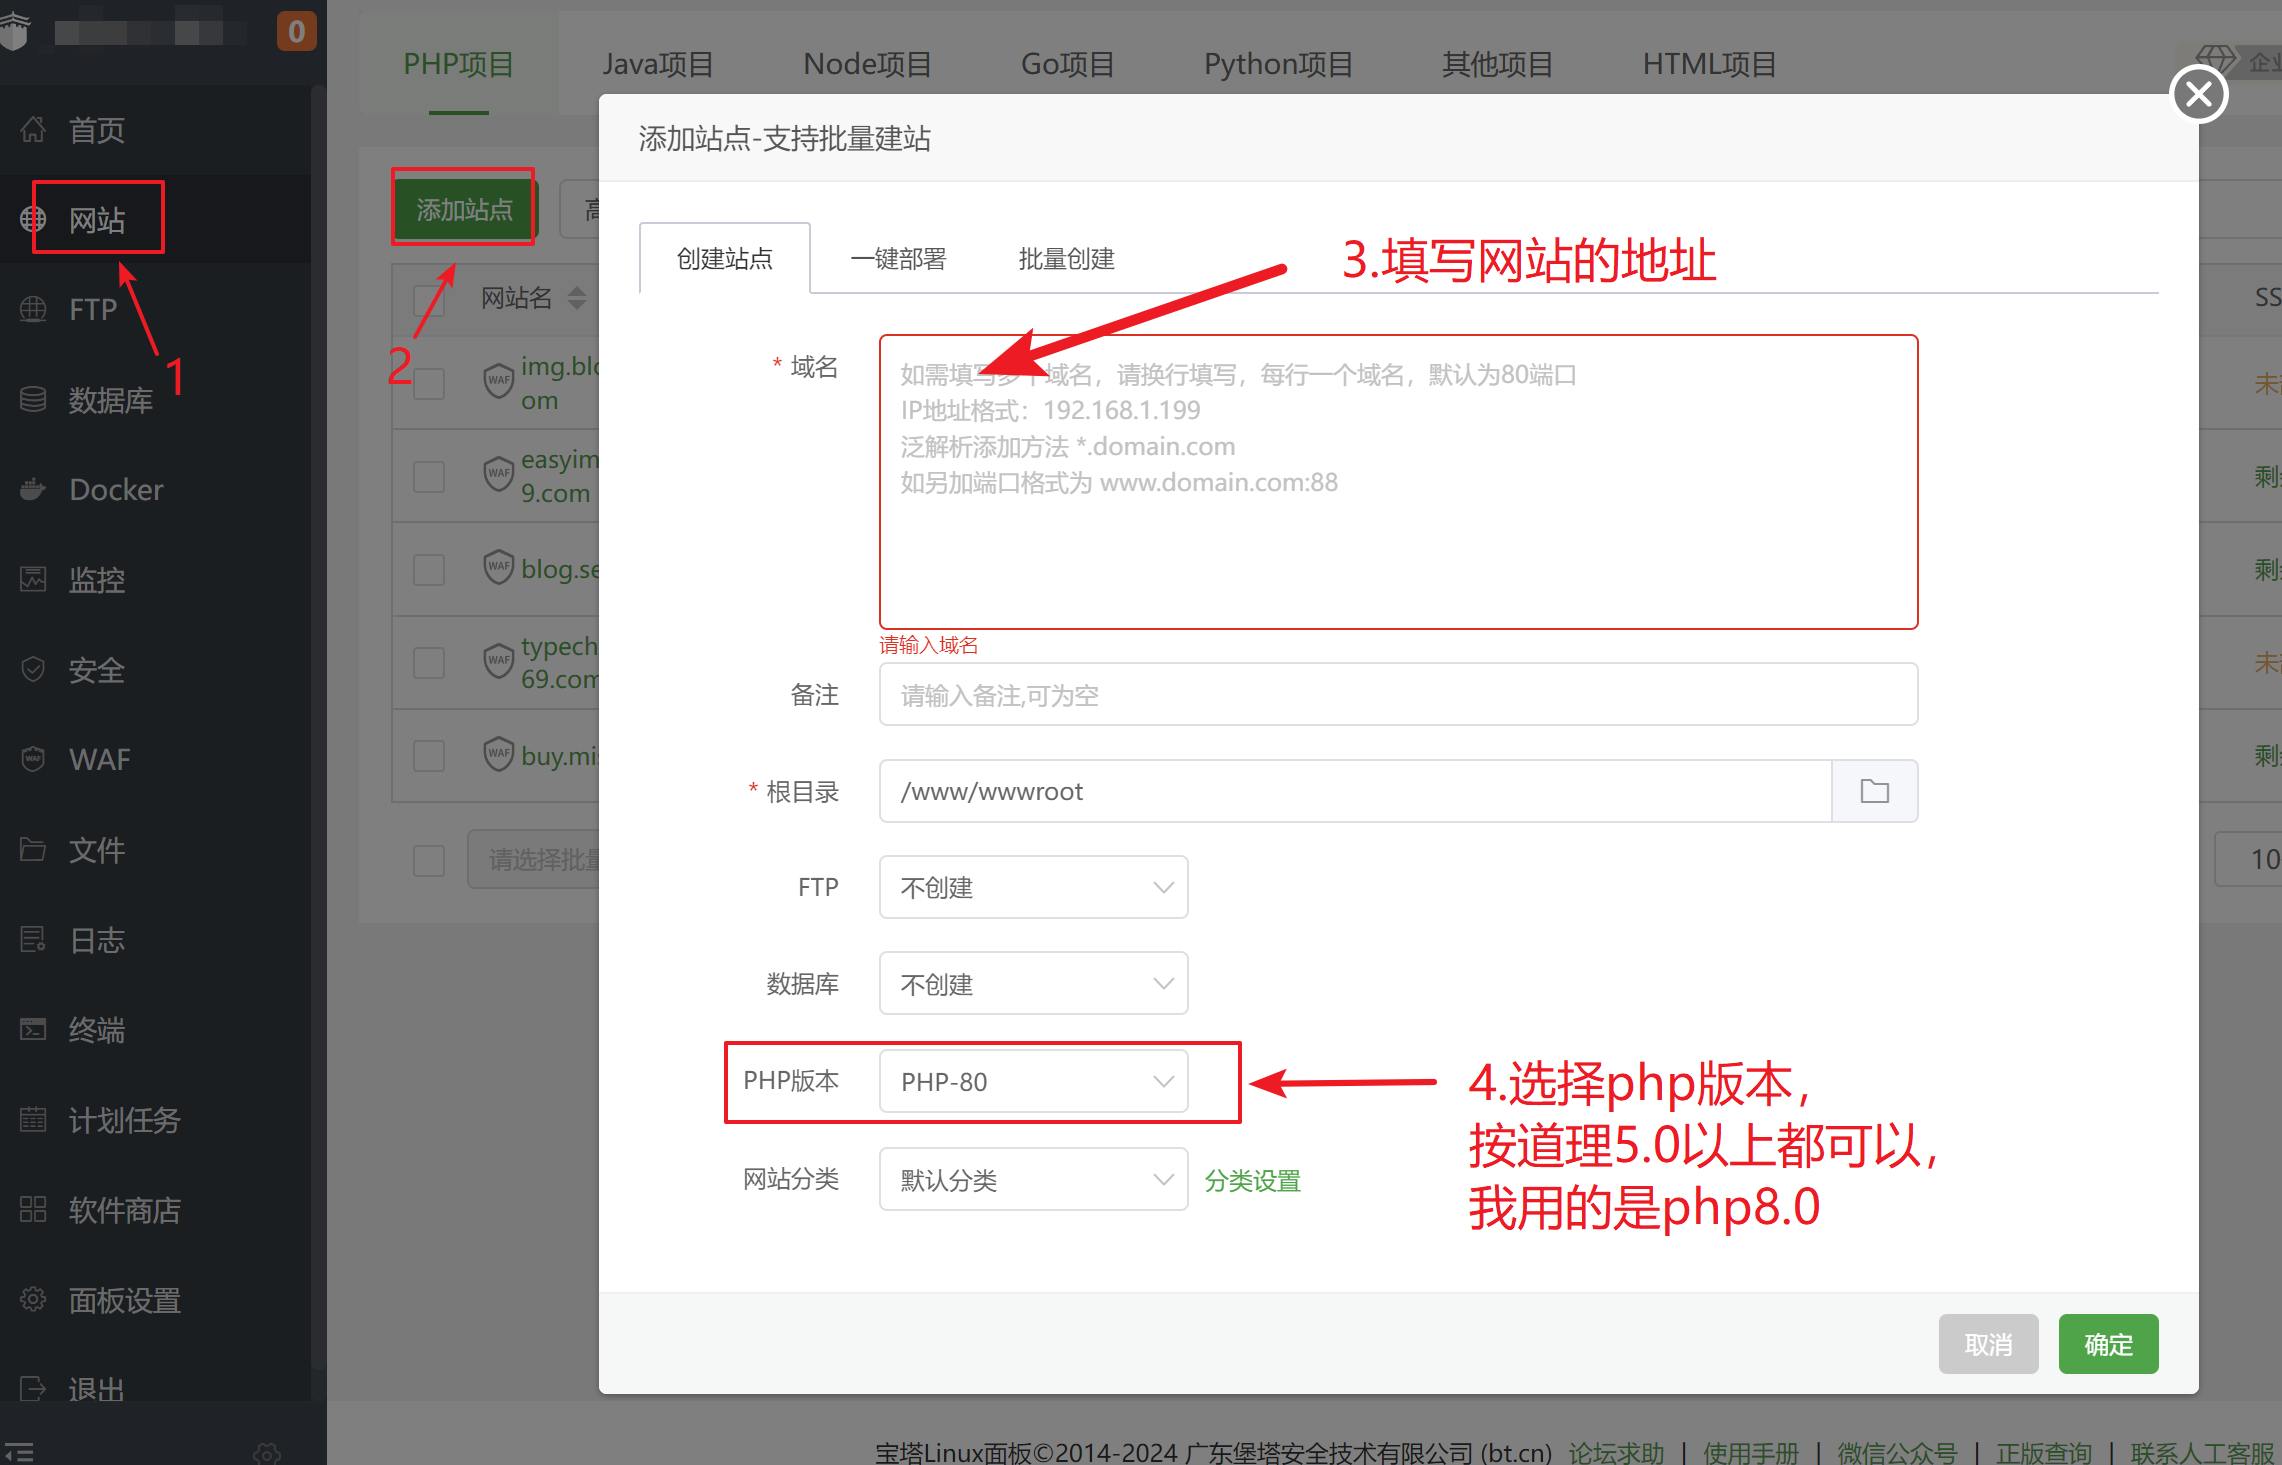 0
首页
网站
FTP
数据库
Docker
监控
安全
WAF
文件
日志
终端
计划任务
软件商店
面板设置
退出
1
PHP项目
Java项目
Node项目
Go项目
Python项目
其他项目
HTML项目
添加站点
2
网站名
WAF
img.blo
om
WAF
easyim
9.com
WAF
blog.se
WAF
typech
69.com
WAF
buy.mis
请选择批量
添加站点-支持批量建站
创建站点
一键部署
批量创建
3.填写网站的地址
* 域名
如需填写多个域名，请换行填写，每行一个域名，默认为80端口
IP地址格式：192.168.1.199
泛解析添加方法 *.domain.com
如另加端口格式为 www.domain.com:88
请输入域名
备注
请输入备注,可为空
* 根目录
/www/wwwroot
FTP
不创建
数据库
不创建
PHP版本
PHP-80
4.选择php版本，
按道理5.0以上都可以，
我用的是php8.0
网站分类
默认分类
分类设置
取消
确定
SS
未
剩
剩
未
剩
10
宝塔Linux面板©2014-2024 广东堡塔安全技术有限公司 (bt.cn) 论坛求助 | 使用手册 | 微信公众号 | 正版查询 | 联系人工客服